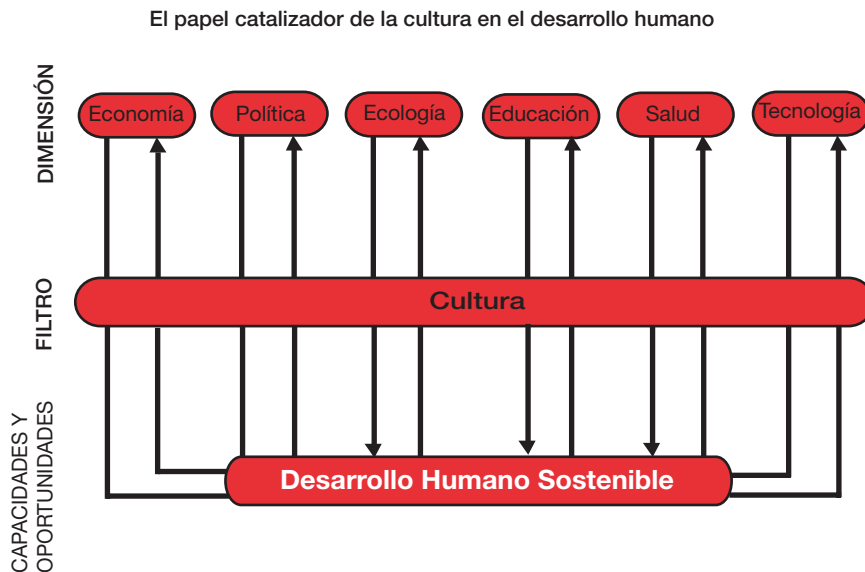 El papel catalizador de la cultura en el desarrollo humano
DIMENSIÓN
Economía
Política
Ecología
Educación
Salud
Tecnología
FILTRO
Cultura
CAPACIDADES Y
OPORTUNIDADES
Desarrollo Humano Sostenible